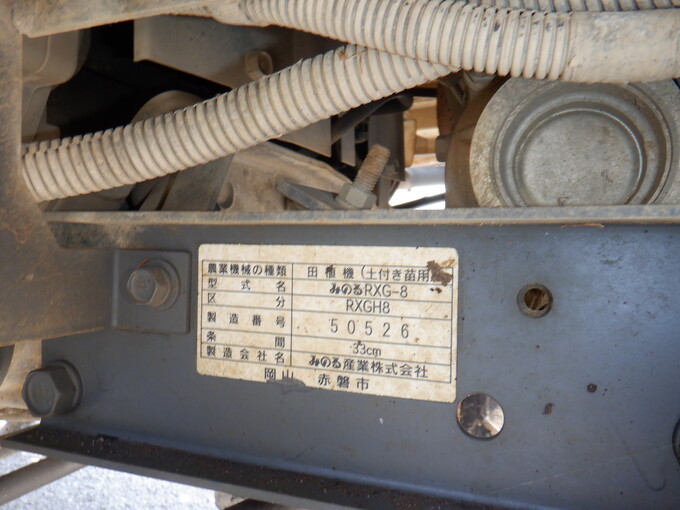 農業機械の種類 田植機(土付き苗用)
型式名 みのるRXG-8
区分 RXGH8
製造番号 50526
条間 33cm
製造会社名 みのる産業株式会社
岡山 赤磐市